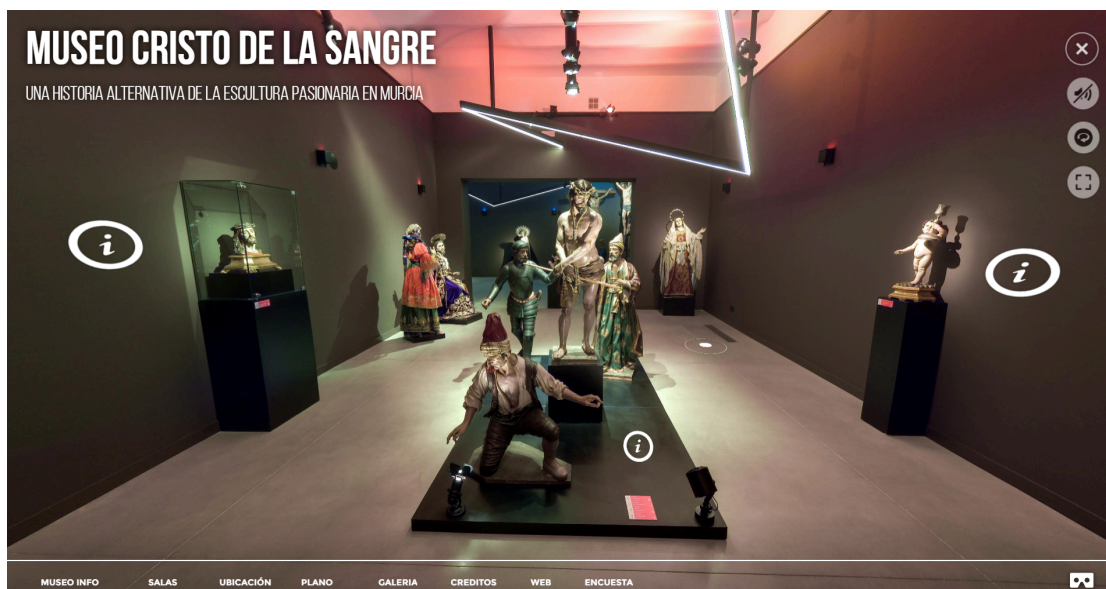 MUSEO CRISTO DE LA SANGRE
UNA HISTORIA ALTERNATIVA DE LA ESCULTURA PASIONARIA EN MURCIA
i
i
i
MUSEO INFO SALAS UBICACIÓN PLANO GALERIA CREDITOS WEB ENCUESTA